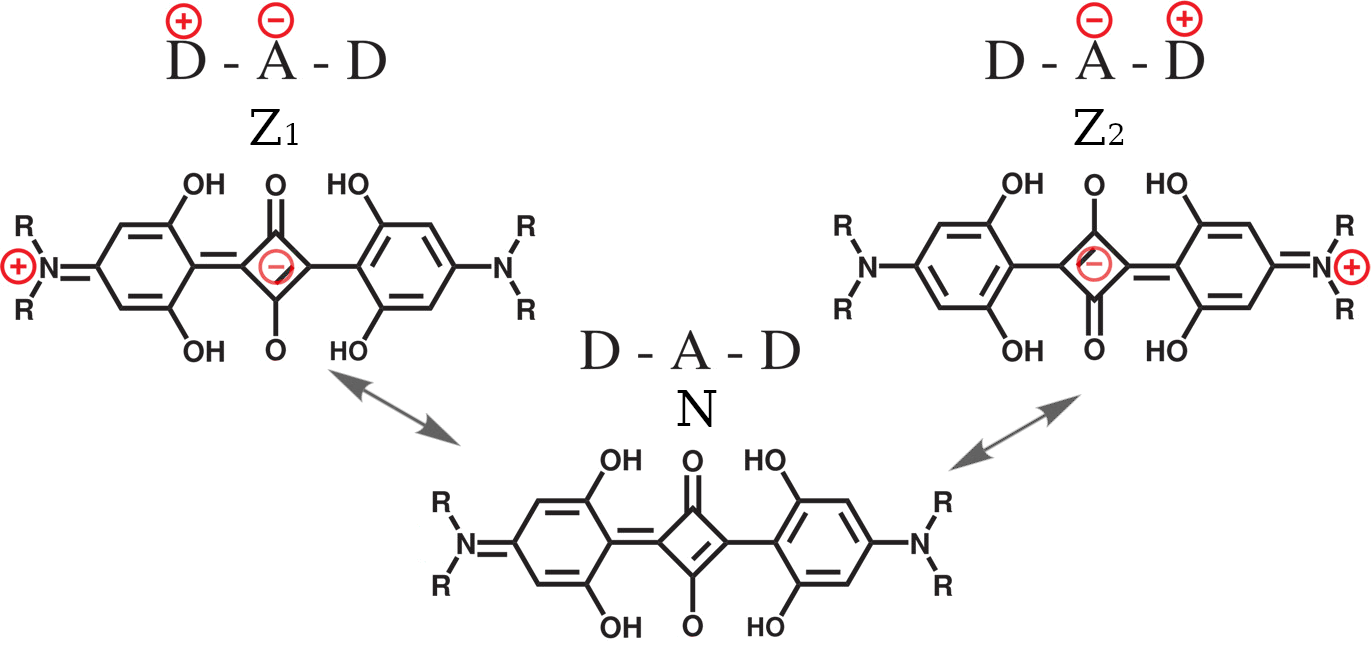 ⊕ ⊖
D - A - D
Z1
OH O HO
R R
⊕ N ⊖ N
R R
OH O HO
⊖ ⊕
D - A - D
Z2
OH O HO
R R
N ⊖ N ⊕
R R
OH O HO
D - A - D
N
OH O HO
R R
N N
R R
OH O HO